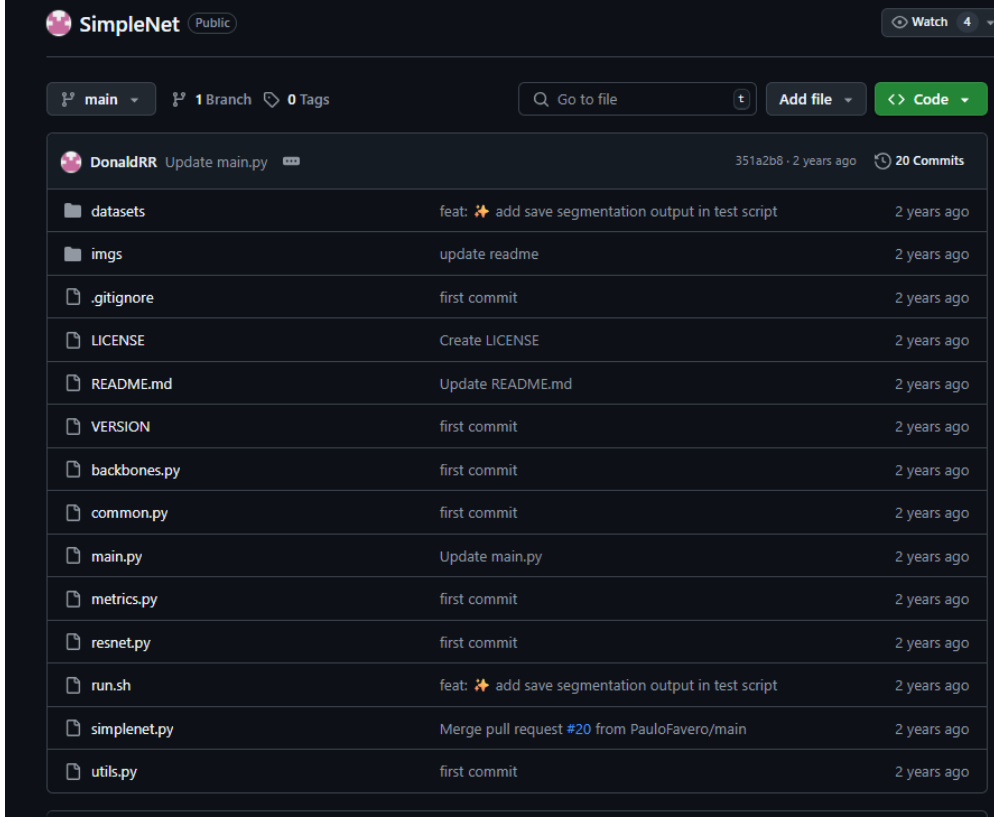 SimpleNet Public Watch 4
main 1 Branch 0 Tags Go to file t Add file Code
DonaldRR Update main.py 351a2b8 · 2 years ago 20 Commits
datasets feat: ✨ add save segmentation output in test script 2 years ago
imgs update readme 2 years ago
.gitignore first commit 2 years ago
LICENSE Create LICENSE 2 years ago
README.md Update README.md 2 years ago
VERSION first commit 2 years ago
backbones.py first commit 2 years ago
common.py first commit 2 years ago
main.py Update main.py 2 years ago
metrics.py first commit 2 years ago
resnet.py first commit 2 years ago
run.sh feat: ✨ add save segmentation output in test script 2 years ago
simplenet.py Merge pull request #20 from PauloFavero/main 2 years ago
utils.py first commit 2 years ago